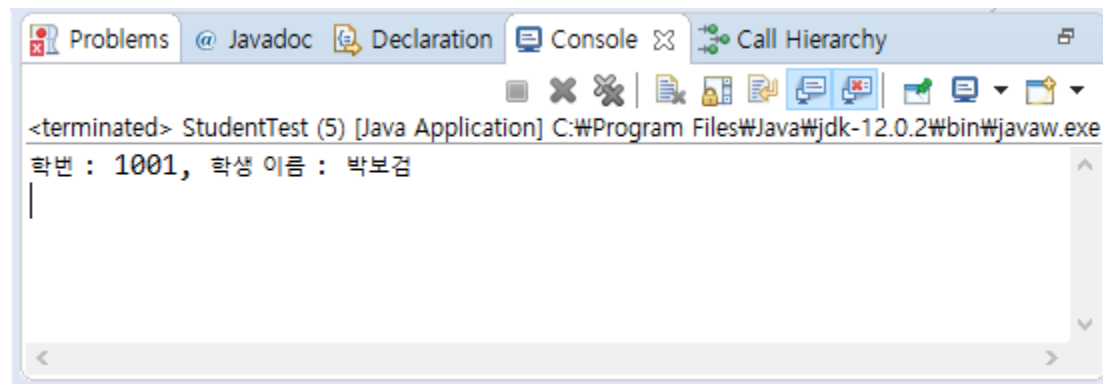 Problems @ Javadoc Declaration Console Call Hierarchy
<terminated> StudentTest (5) [Java Application] C:₩Program Files₩Java₩jdk-12.0.2₩bin₩javaw.exe
학번 : 1001, 학생 이름 : 박보검